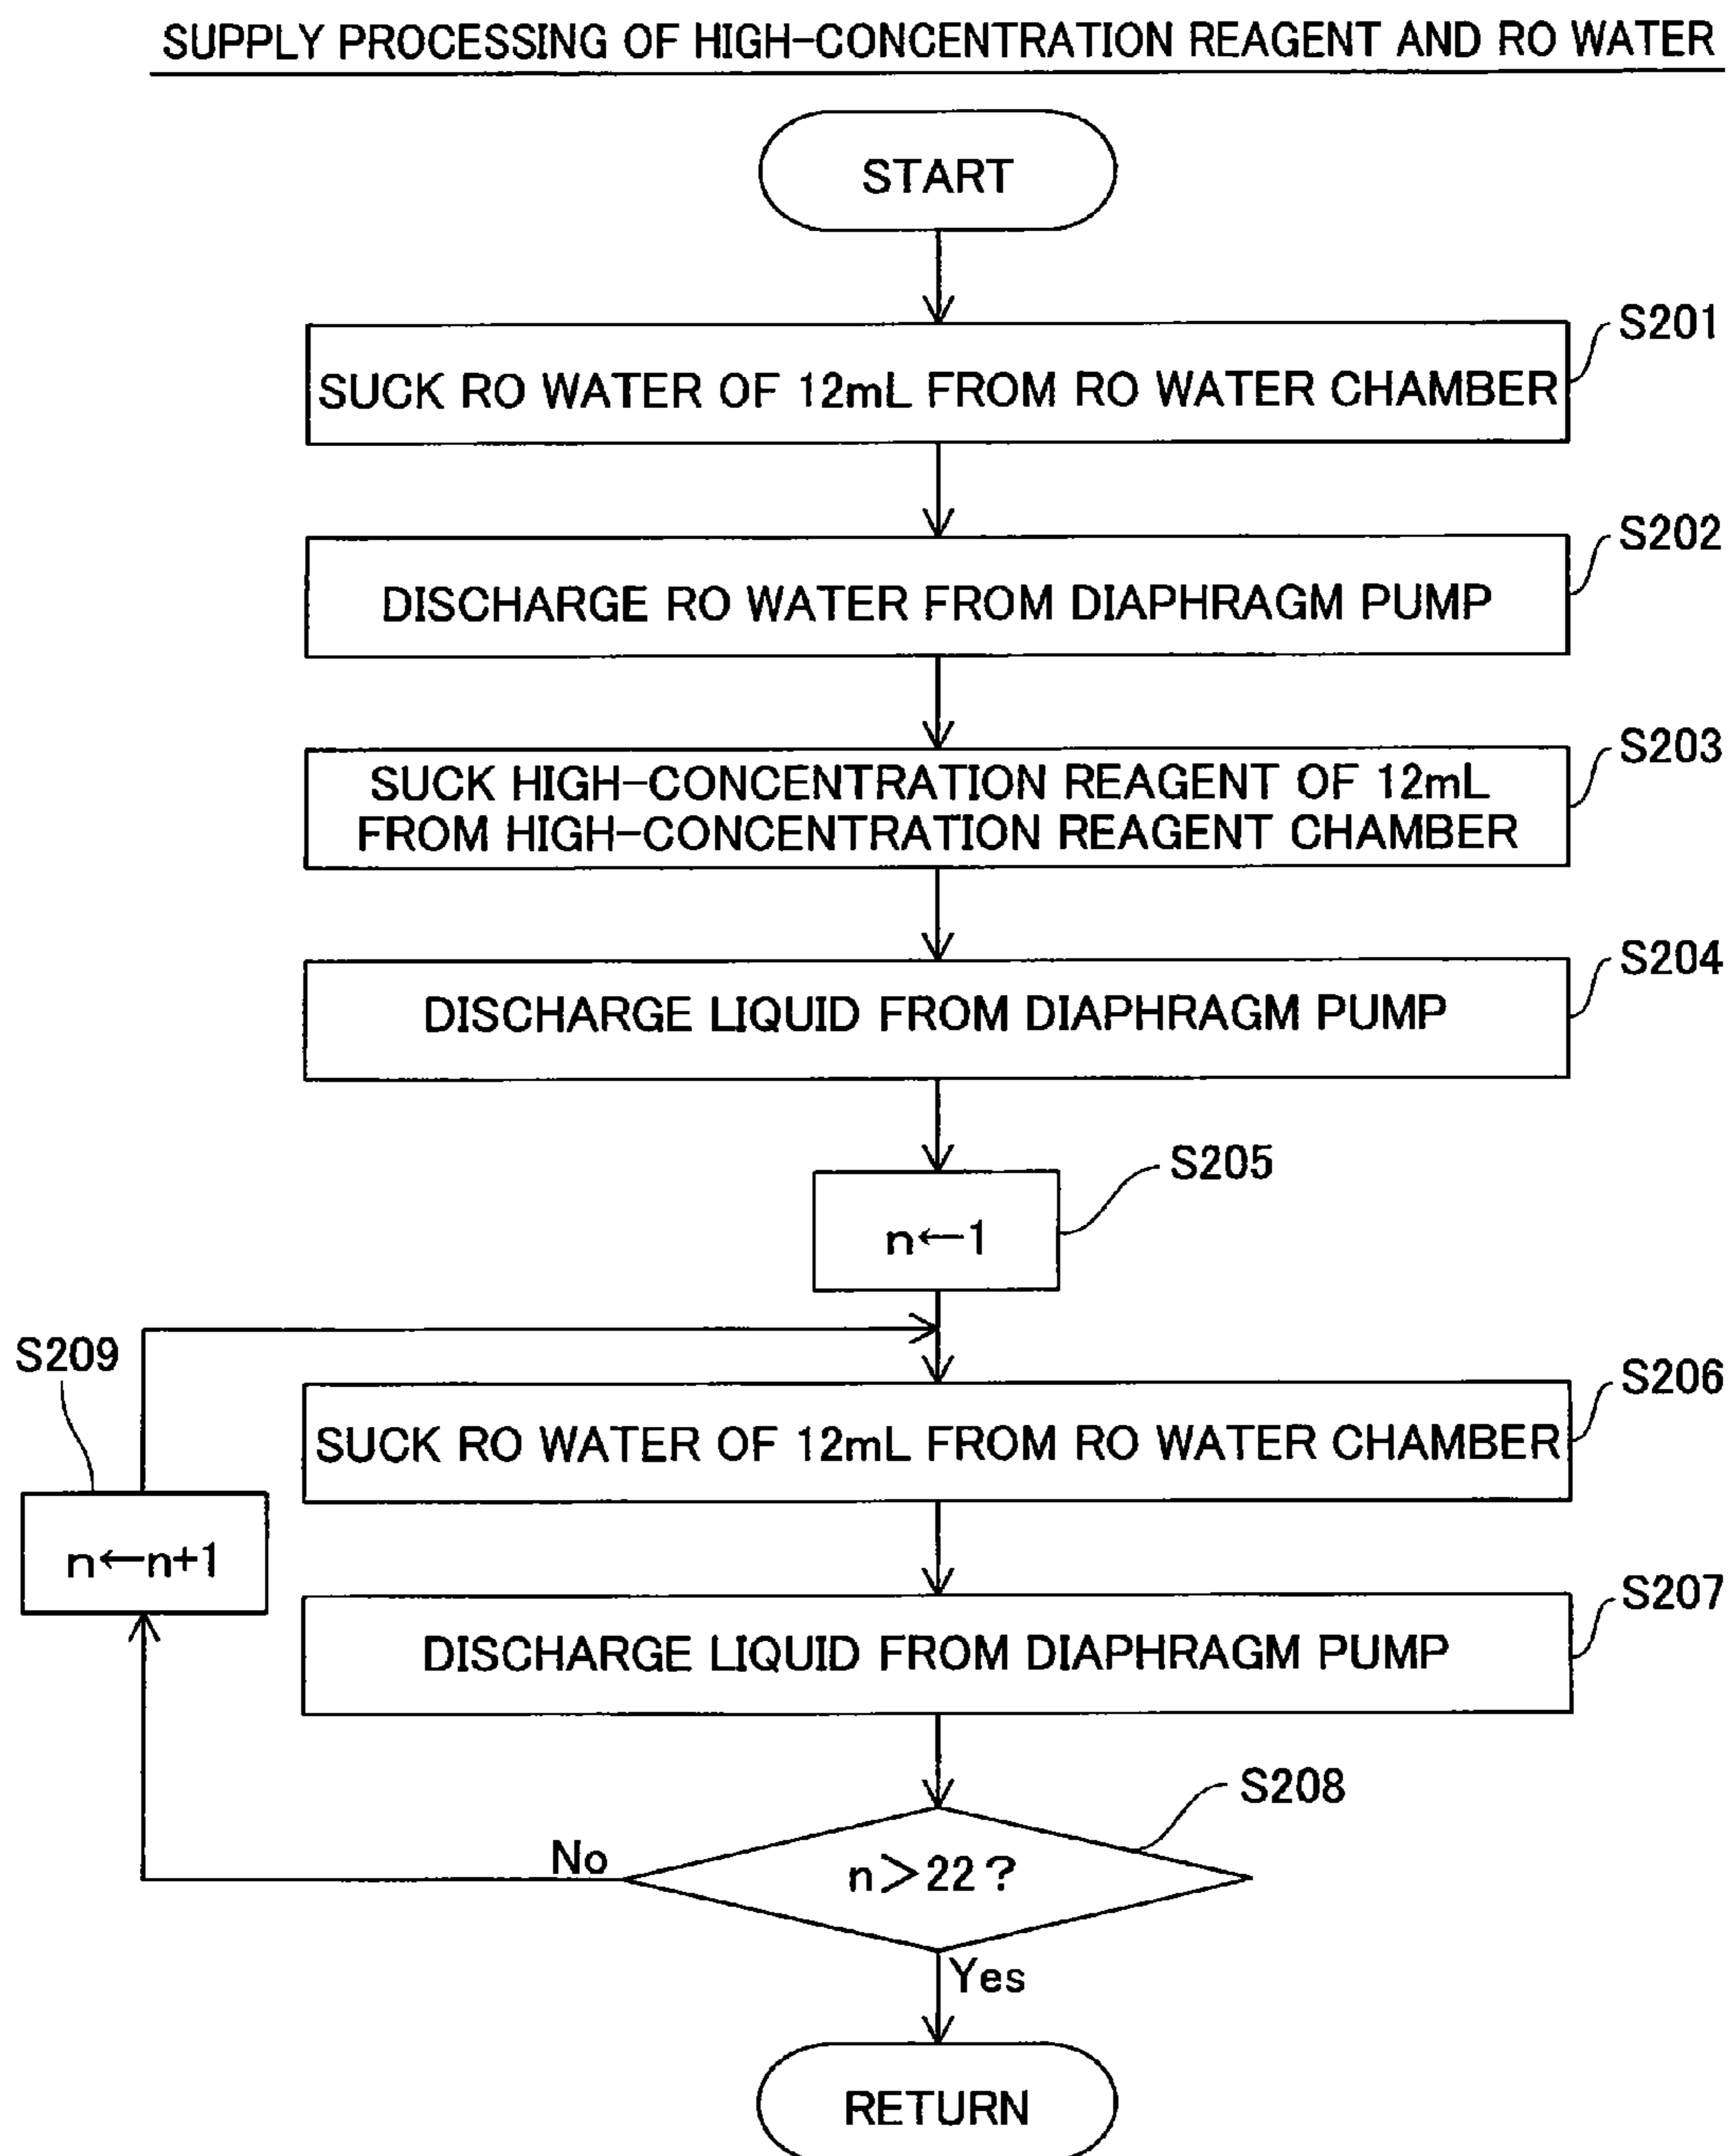 SUPPLY PROCESSING OF HIGH-CONCENTRATION REAGENT AND RO WATER
START
S201
SUCK RO WATER OF 12mL FROM RO WATER CHAMBER
S202
DISCHARGE RO WATER FROM DIAPHRAGM PUMP
S203
SUCK HIGH-CONCENTRATION REAGENT OF 12mL
FROM HIGH-CONCENTRATION REAGENT CHAMBER
S204
DISCHARGE LIQUID FROM DIAPHRAGM PUMP
S205
n←1
S209
n←n+1
S206
SUCK RO WATER OF 12mL FROM RO WATER CHAMBER
S207
DISCHARGE LIQUID FROM DIAPHRAGM PUMP
S208
n>22?
No
Yes
RETURN